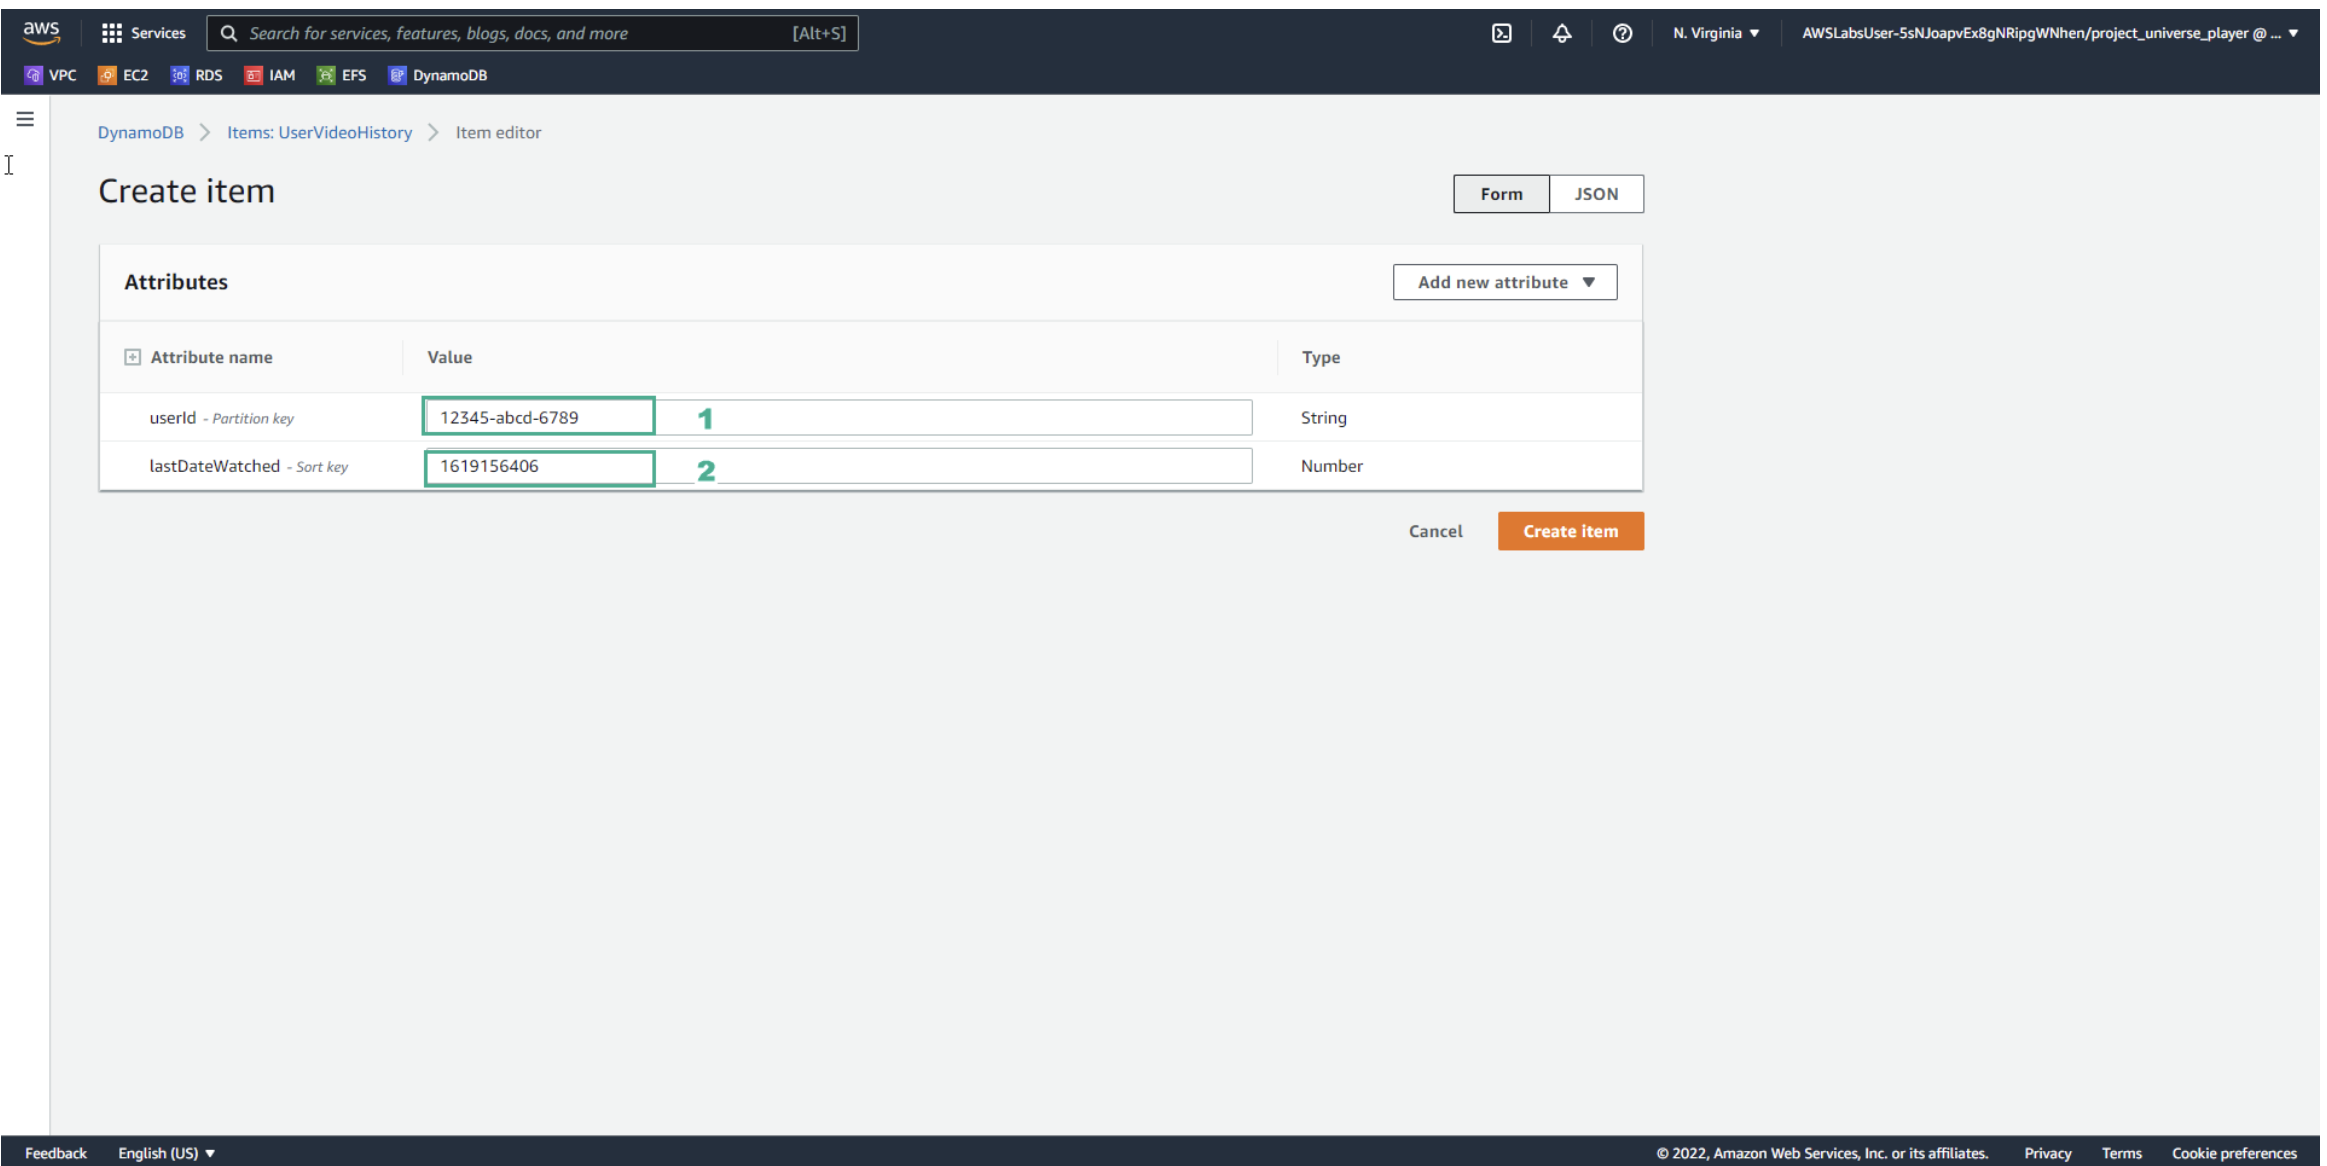 aws Services Search for services, features, blogs, docs, and more [Alt+S] N. Virginia ▼ AWSLabsUser-5sNJoapvEx8gNRipgWNhen/project_universe_player @ ... ▼
VPC EC2 RDS IAM EFS DynamoDB
DynamoDB > Items: UserVideoHistory > Item editor
Create item
Form JSON
Attributes
Add new attribute ▼
Attribute name Value Type
userId - Partition key 12345-abcd-6789 1 String
lastDateWatched - Sort key 1619156406 2 Number
Cancel Create item
Feedback English (US) ▼ © 2022, Amazon Web Services, Inc. or its affiliates. Privacy Terms Cookie preferences